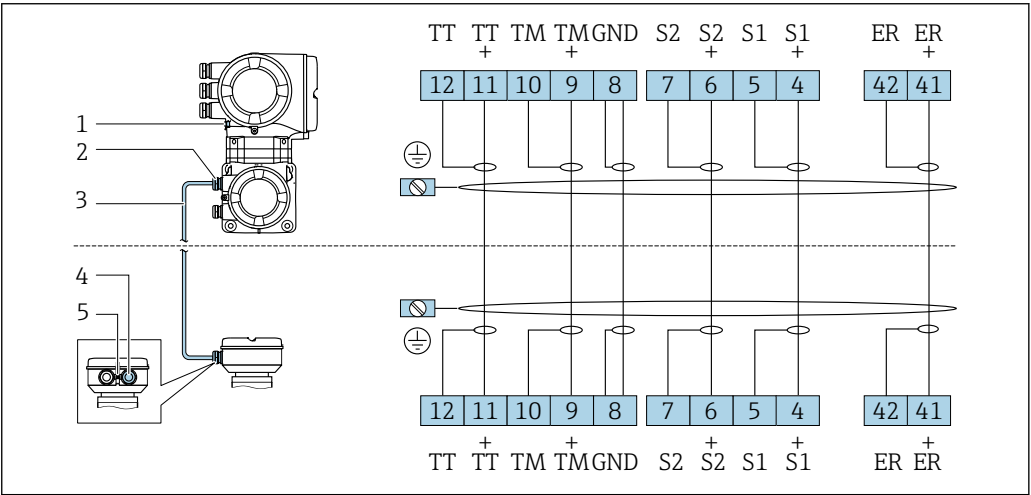 TT TT TM TM GND S2 S2 S1 S1 ER ER
+ + + + +
12 11 10 9 8 7 6 5 4 42 41
1
2
3
4
5
12 11 10 9 8 7 6 5 4 42 41
+ + + + +
TT TT TM TM GND S2 S2 S1 S1 ER ER